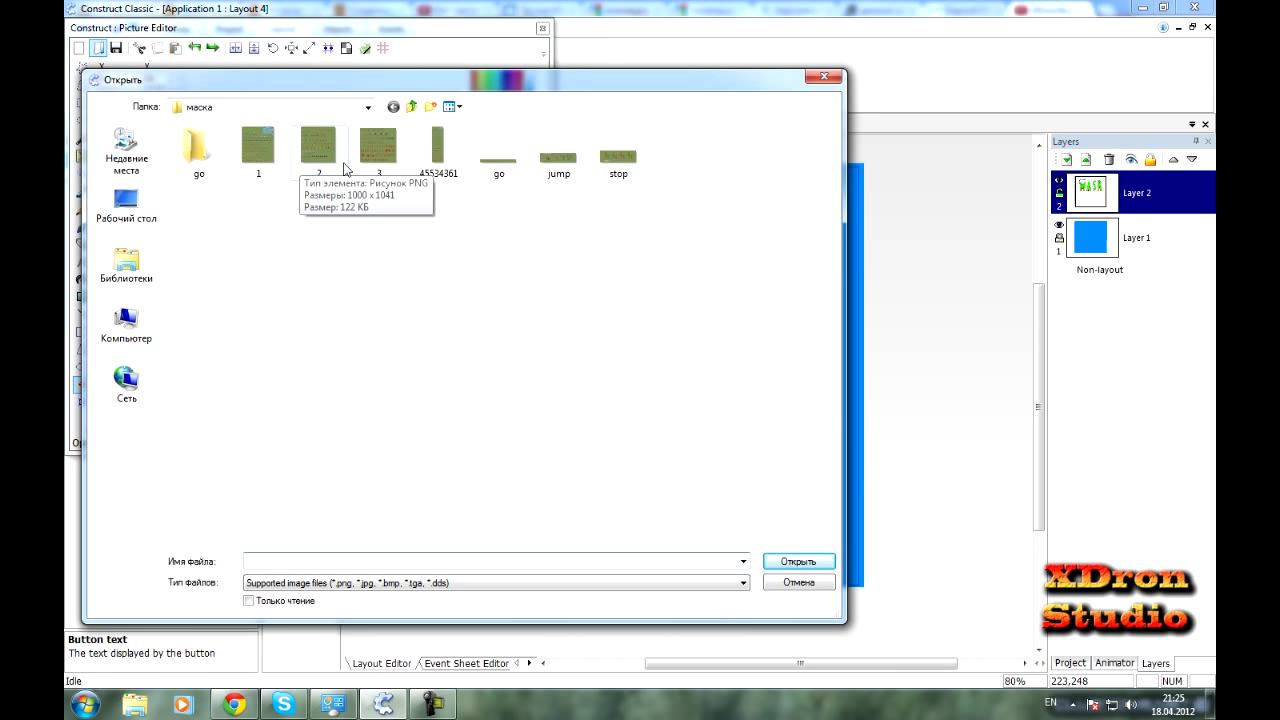 Construct Classic - [Application 1 : Layout 4]
Construct : Picture Editor
Открыть
Папка:
маска
Layers
Недавние
места
go
1
2
3
45534361
go
jump
stop
Тип элемента: Рисунок PNG
Размеры: 1000 x 1041
Размер: 122 КБ
Layer 2
2
Рабочий стол
Layer 1
1
Non-layout
Библиотеки
Компьютер
Сеть
Имя файла:
Открыть
Тип файлов:
Supported image files (*.png, *.jpg, *.bmp, *.tga, *.dds)
Отмена
Только чтение
XDron
Studio
Button text
The text displayed by the button
Layout Editor
Event Sheet Editor
Project
Animator
Layers
Idle
80%
223,248
NUM
EN
21:25
18.04.2012